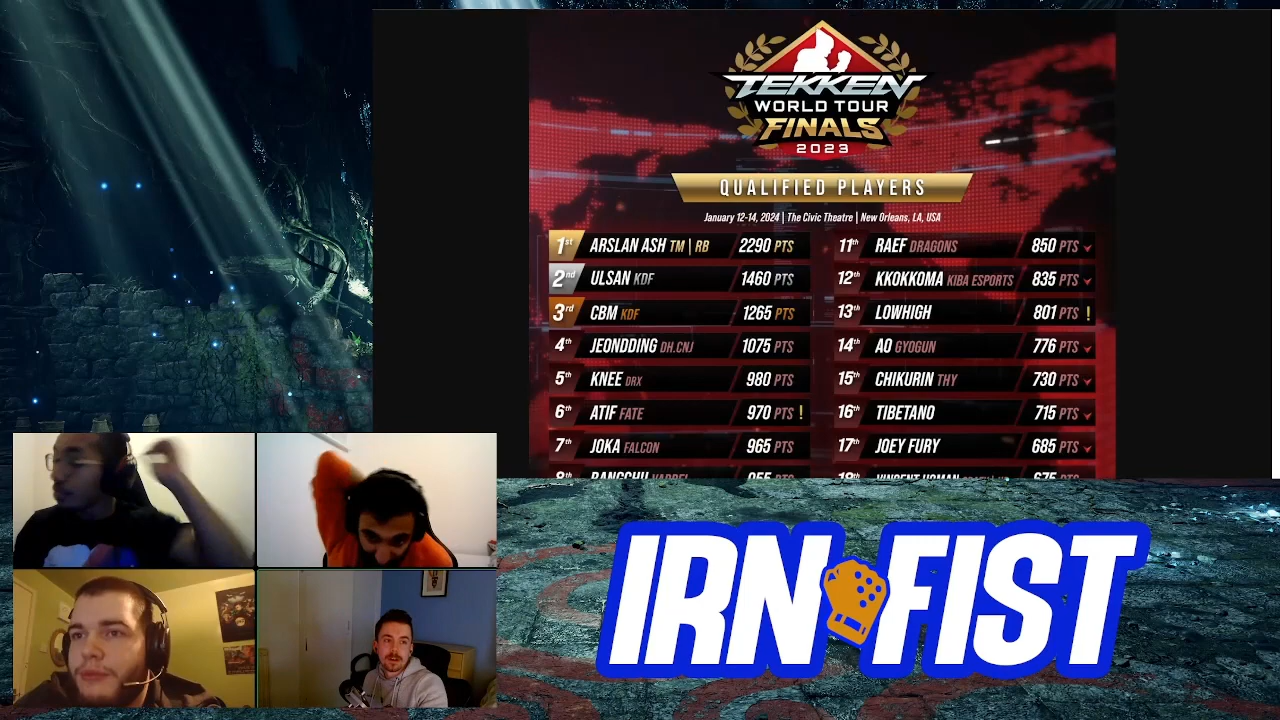 TEKKEN
WORLD TOUR
FINALS
2023
QUALIFIED PLAYERS
January 12-14, 2024 | The Civic Theatre | New Orleans, LA, USA
1st ARSLAN ASH TM | RB 2290 PTS
2nd ULSAN KDF 1460 PTS
3rd CBM KDF 1265 PTS
4th JEONDDING DH.CNJ 1075 PTS
5th KNEE DRX 980 PTS
6th ATIF FATE 970 PTS !
7th JOKA FALCON 965 PTS
11th RAEF DRAGONS 850 PTS
12th KKOKKOMA KIBA ESPORTS 835 PTS
13th LOWHIGH 801 PTS !
14th AO GYOGUN 776 PTS
15th CHIKURIN THY 730 PTS
16th TIBETANO 715 PTS
17th JOEY FURY 685 PTS
IRN FIST